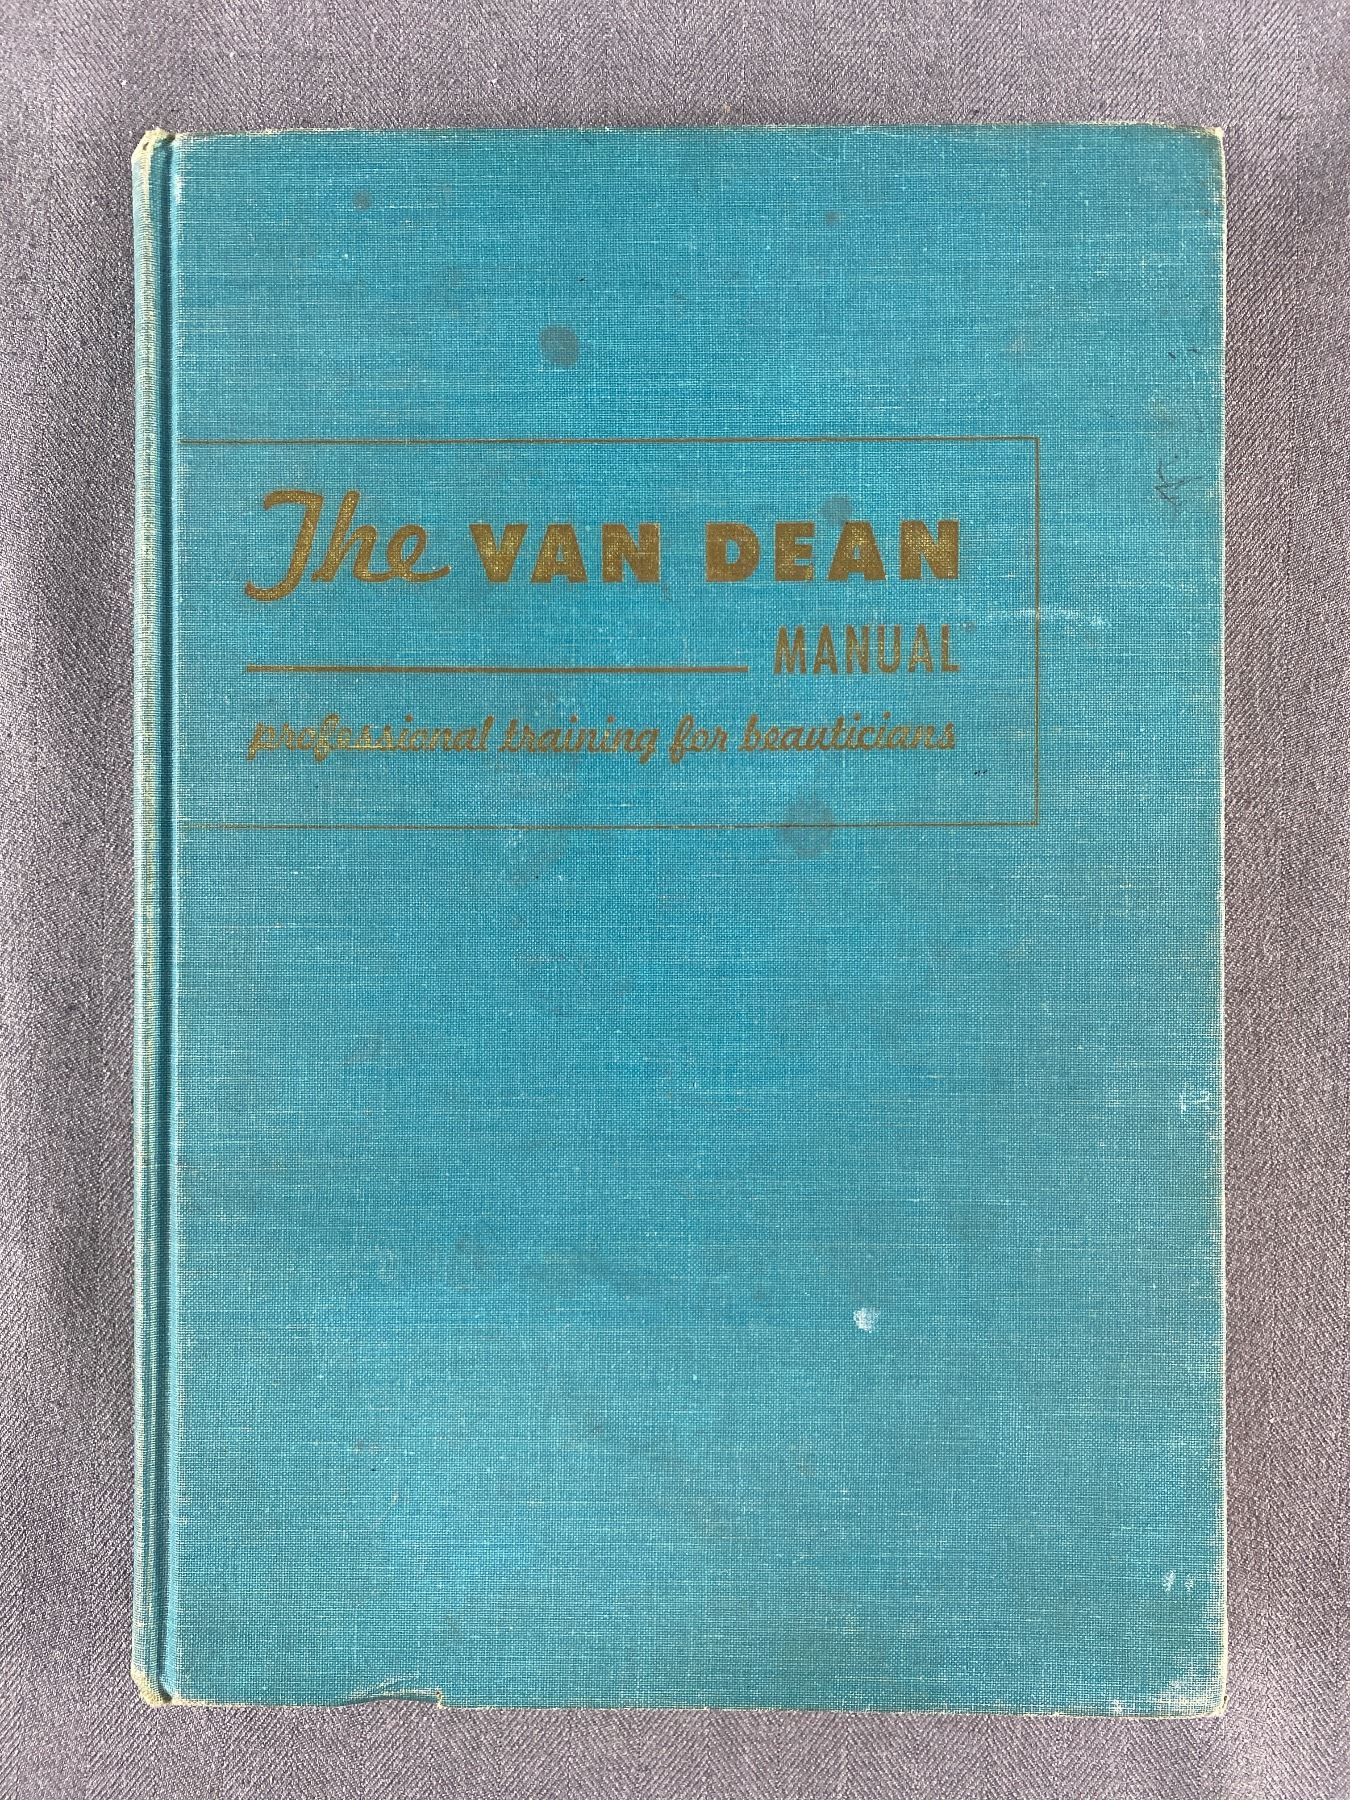 The VAN DEAN
MANUAL
professional training for beauticians